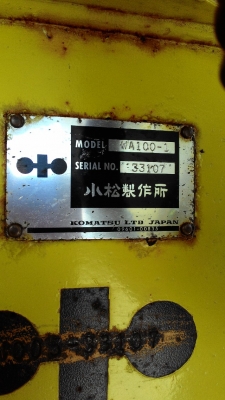 MODEL WA100-1
SERIAL NO. 33107
小松製作所
KOMATSU LTD JAPAN